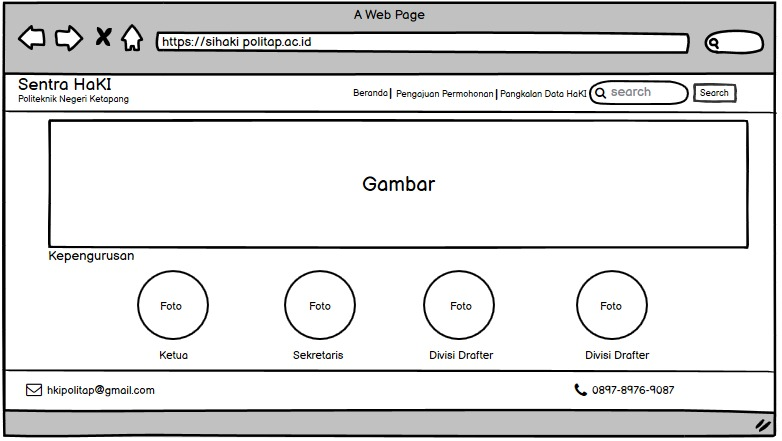 A Web Page
https://sihaki politap.ac.id
Sentra HaKI
Politeknik Negeri Ketapang
Beranda| Pengajuan Permohonan| Pangkalan Data HaKI search Search
Gambar
Kepengurusan
Foto Foto Foto Foto
Ketua Sekretaris Divisi Drafter Divisi Drafter
hkipolitap@gmail.com 0897-8976-9087